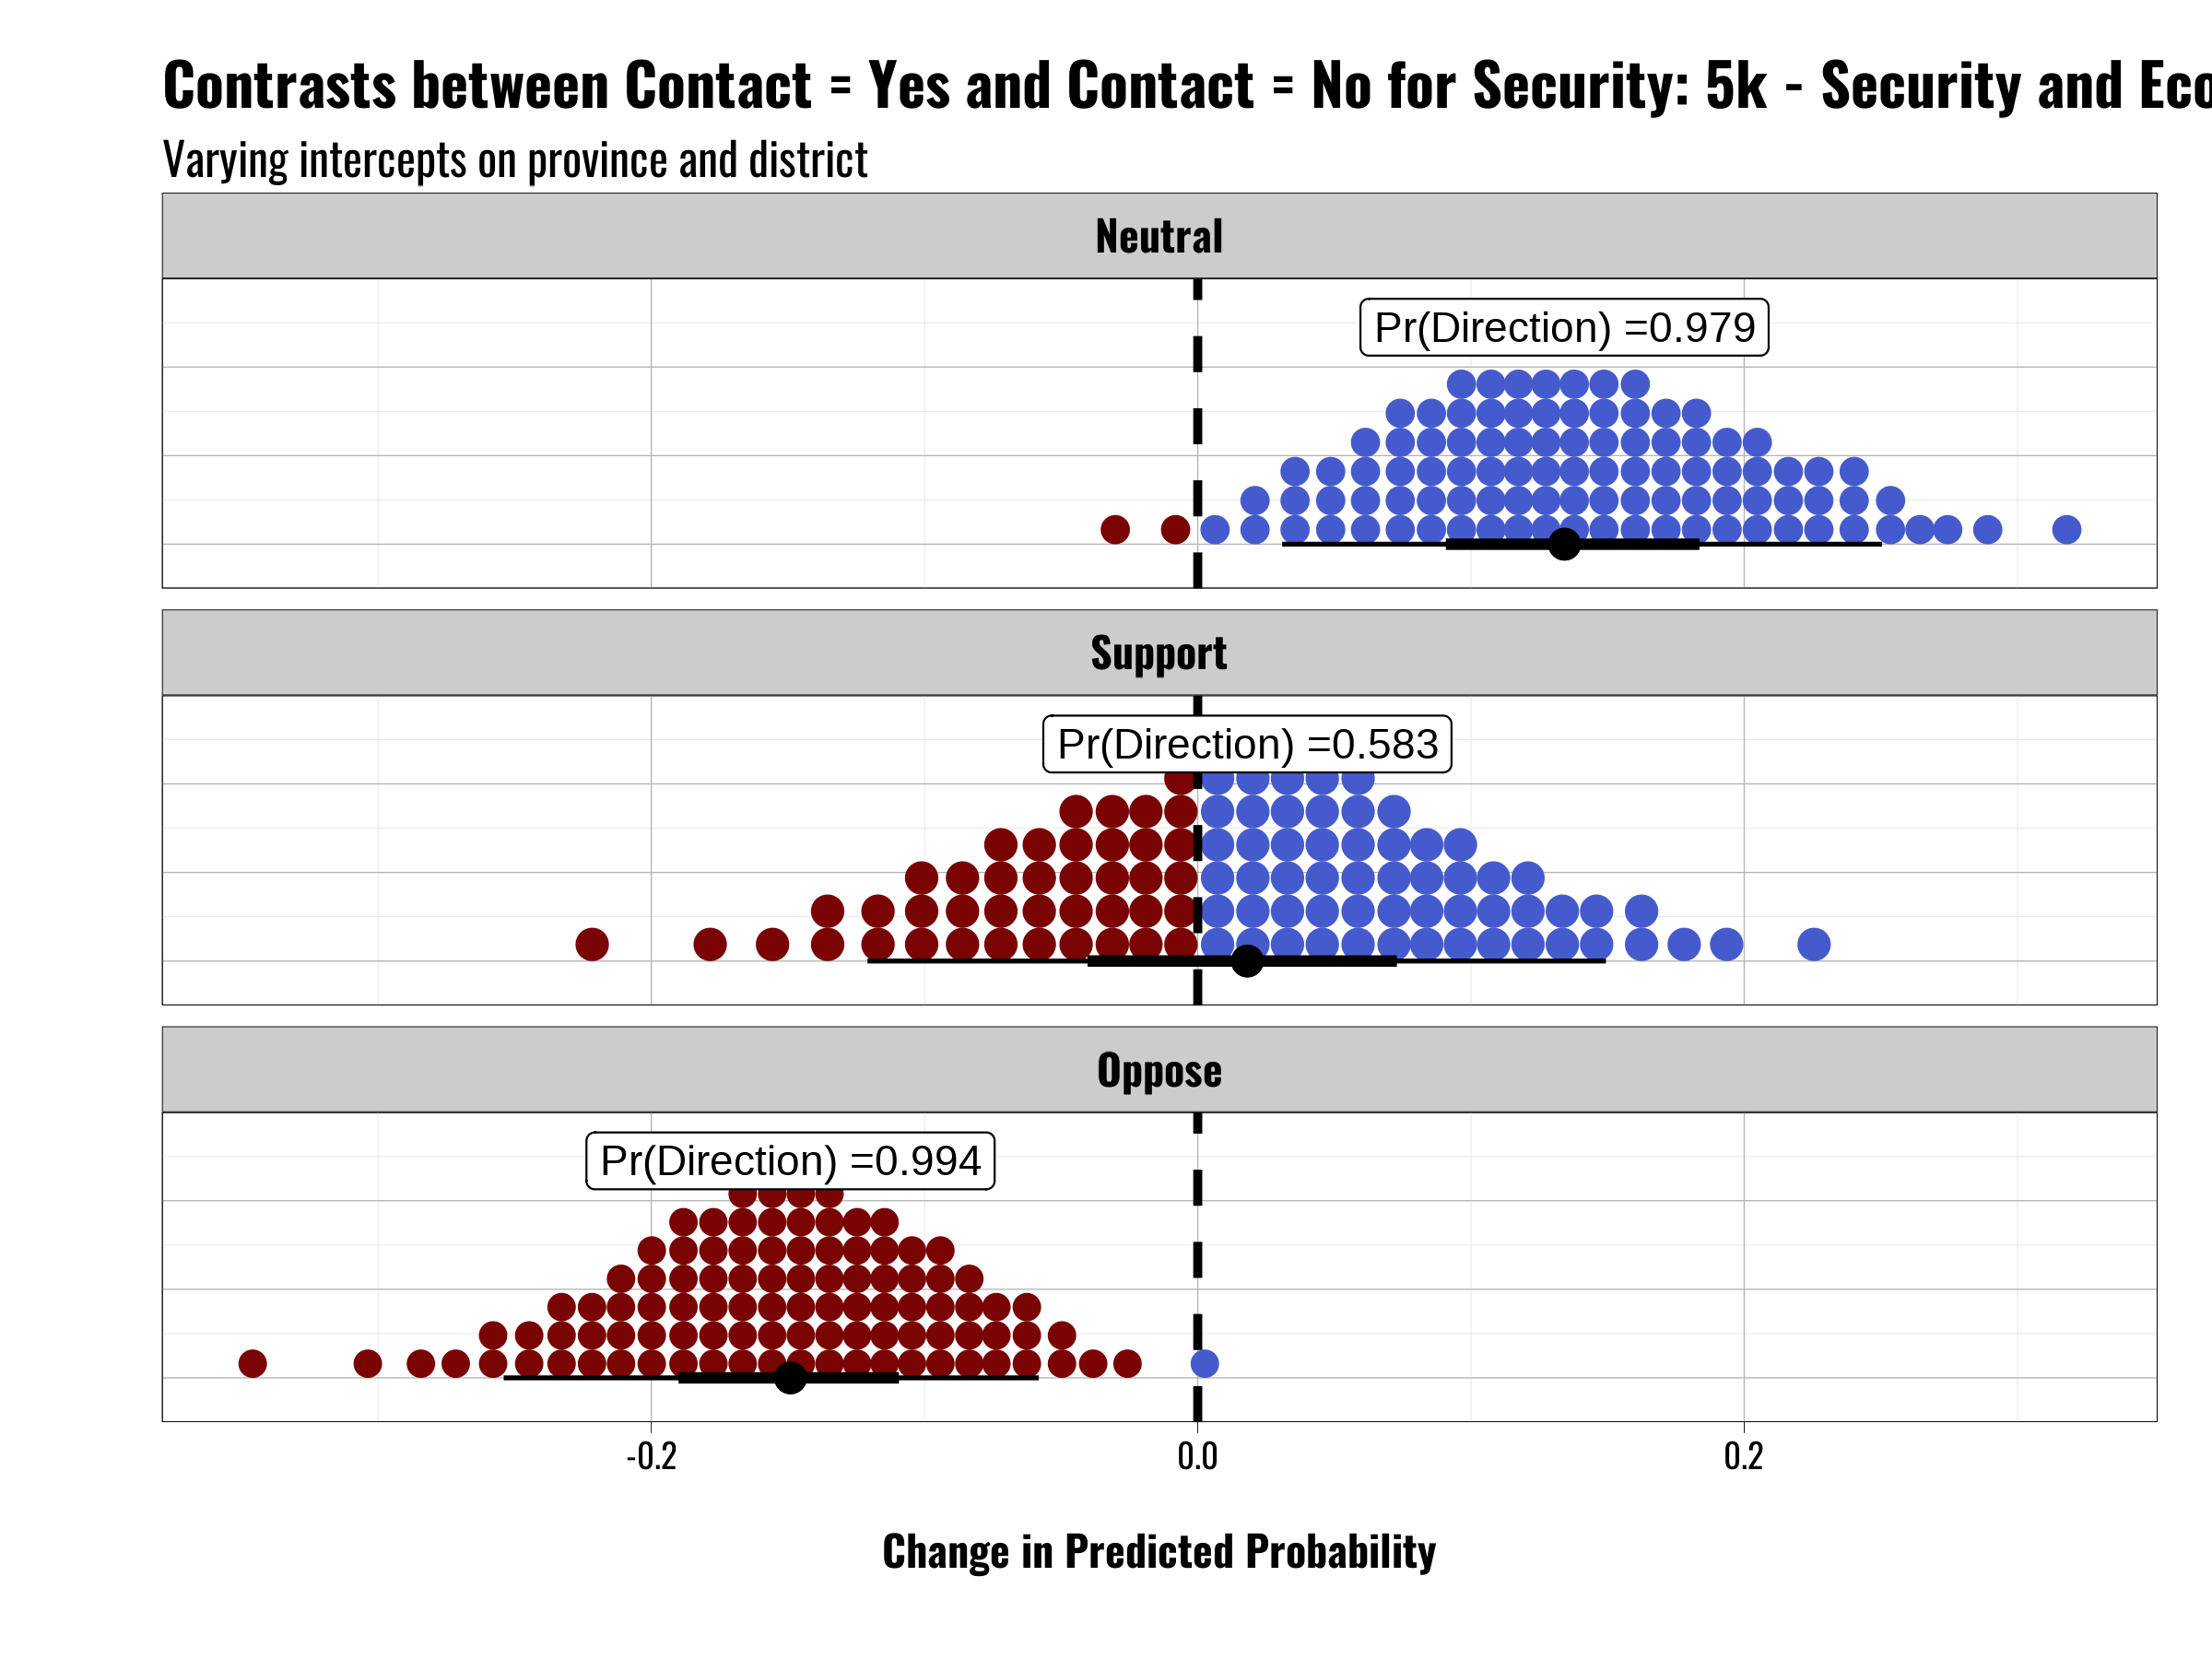 Contrasts between Contact = Yes and Contact = No for Security: 5k - Security and Eco
Varying intercepts on province and district
Neutral
Pr(Direction) =0.979
Support
Pr(Direction) =0.583
Oppose
Pr(Direction) =0.994
-0.2 0.0 0.2
Change in Predicted Probability